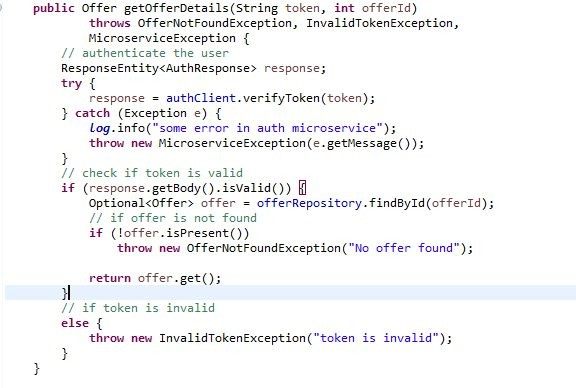 public Offer getOfferDetails(String token, int offerId)
        throws OfferNotFoundException, InvalidTokenException,
        MicroserviceException {
    // authenticate the user
    ResponseEntity<AuthResponse> response;
    try {
        response = authClient.verifyToken(token);
    } catch (Exception e) {
        log.info("some error in auth microservice");
        throw new MicroserviceException(e.getMessage());
    }
    // check if token is valid
    if (response.getBody().isValid()) {
        Optional<Offer> offer = offerRepository.findById(offerId);
        // if offer is not found
        if (!offer.isPresent())
            throw new OfferNotFoundException("No offer found");

        return offer.get();
    }
    // if token is invalid
    else {
        throw new InvalidTokenException("token is invalid");
    }
}